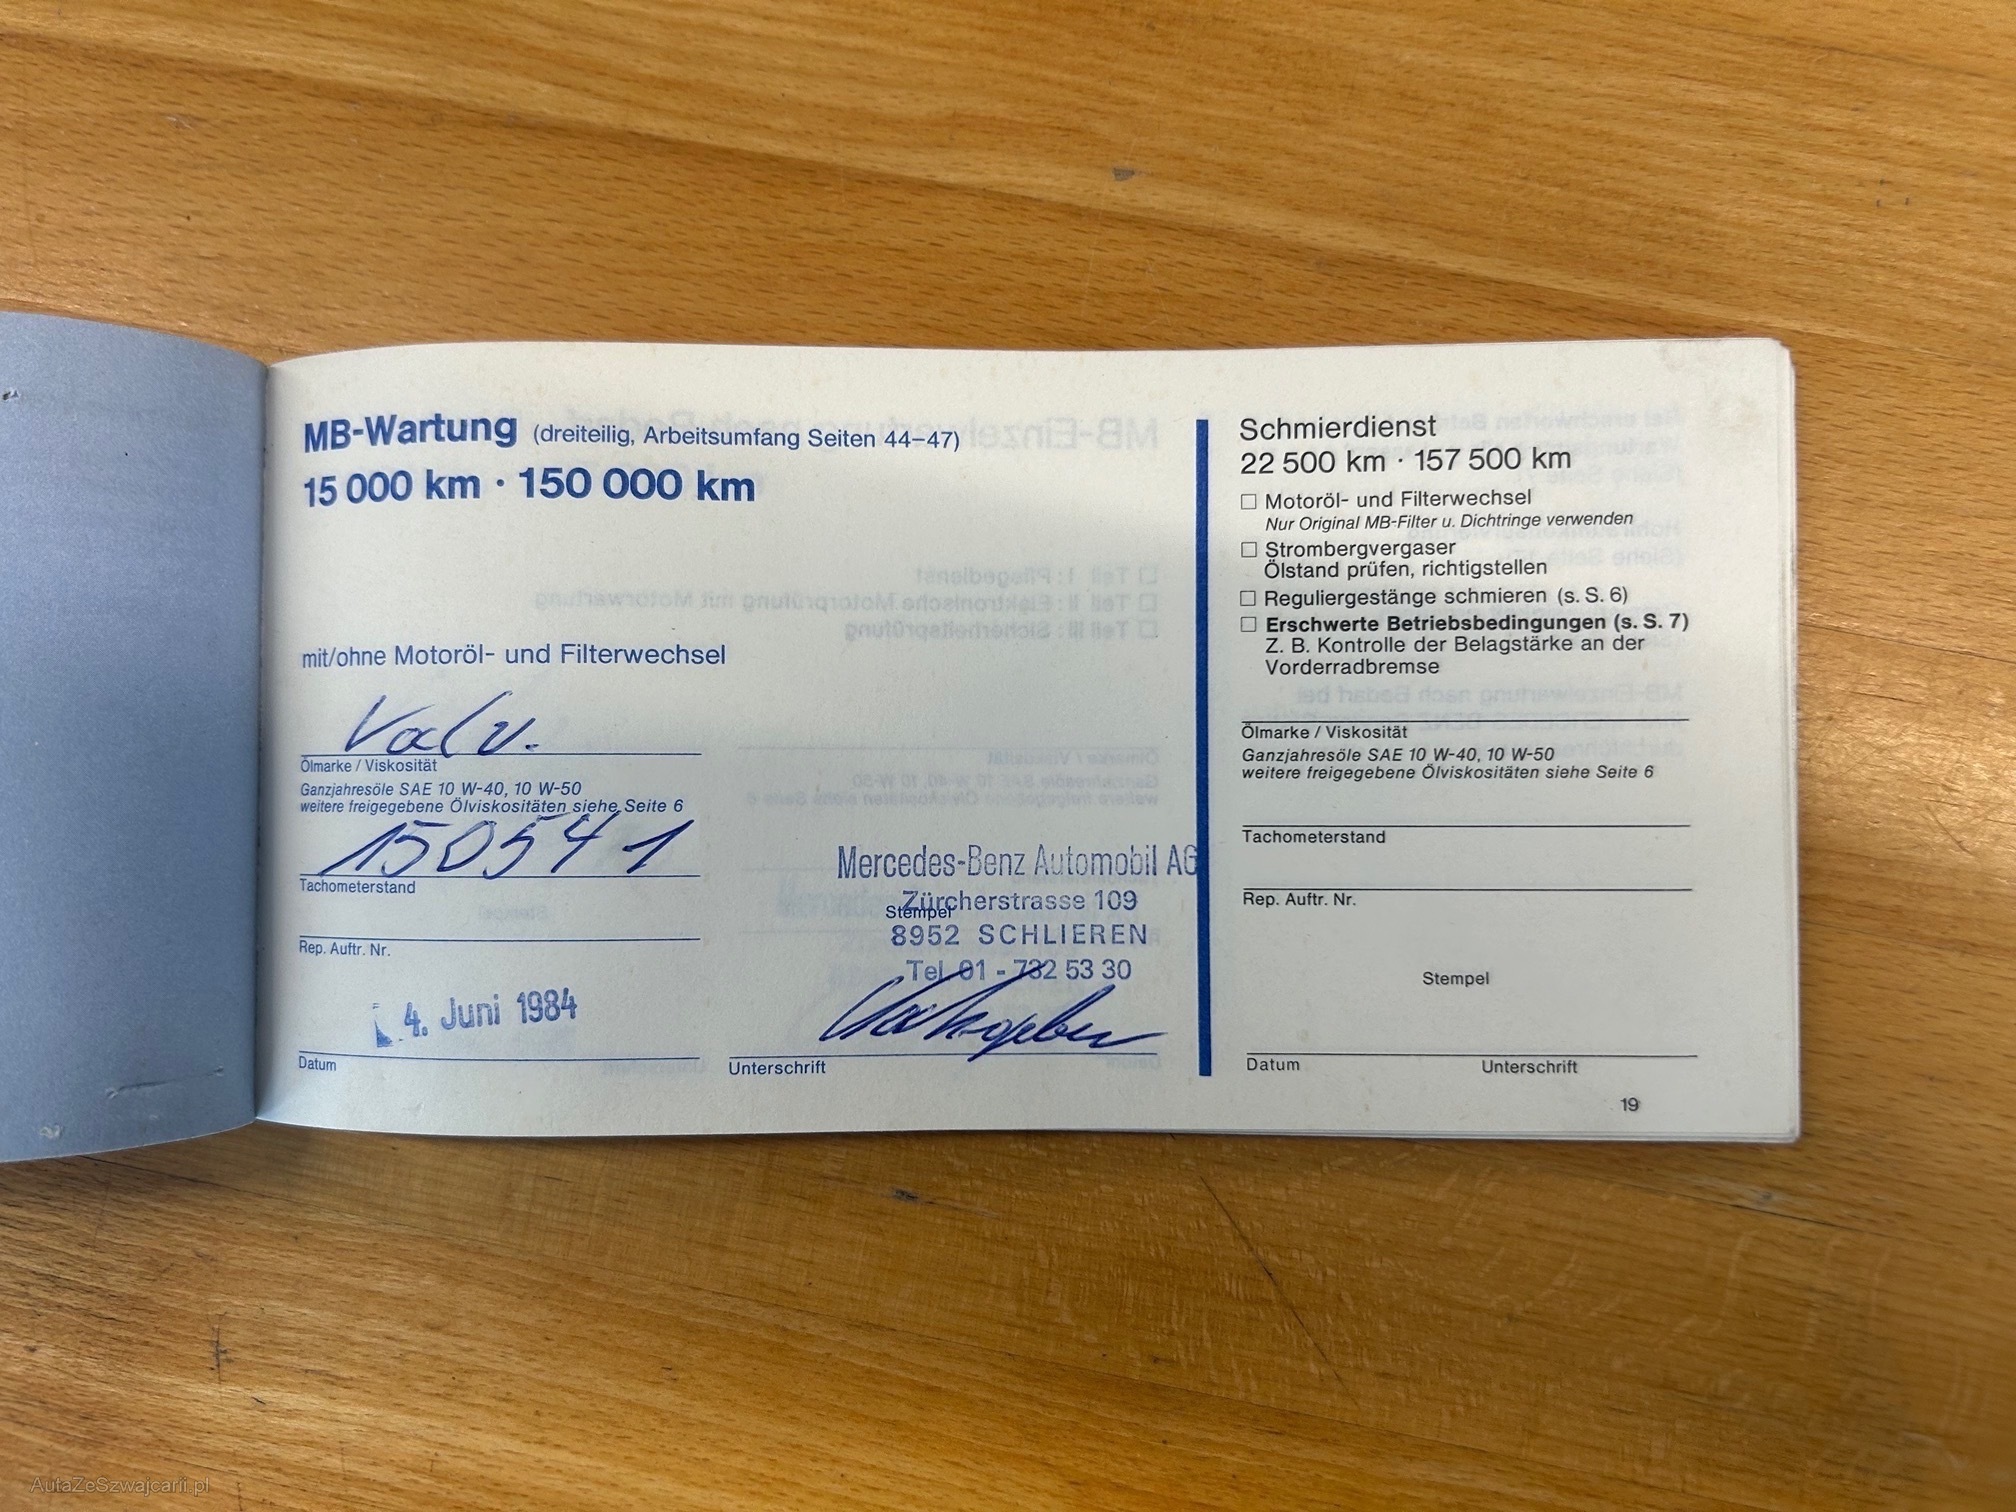 MB-Wartung (dreiteilig, Arbeitsumfang Seiten 44–47)
15 000 km · 150 000 km
mit/ohne Motoröl- und Filterwechsel
Ölmarke / Viskosität
Ganzjahresöle SAE 10 W-40, 10 W-50
weitere freigegebene Ölviskositäten siehe Seite 6
Tachometerstand
Rep. Auftr. Nr.
4. Juni 1984
Datum
Mercedes-Benz Automobil AG
Zürcherstrasse 109
Stempel
8952 SCHLIEREN
Tel. 01 - 732 53 30
Unterschrift
Schmierdienst
22 500 km · 157 500 km
Motoröl- und Filterwechsel
Nur Original MB-Filter u. Dichtringe verwenden
Strombergvergaser
Ölstand prüfen, richtigstellen
Reguliergestänge schmieren (s. S. 6)
Erschwerte Betriebsbedingungen (s. S. 7)
Z. B. Kontrolle der Belagstärke an der
Vorderradbremse
Ölmarke / Viskosität
Ganzjahresöle SAE 10 W-40, 10 W-50
weitere freigegebene Ölviskositäten siehe Seite 6
Tachometerstand
Rep. Auftr. Nr.
Stempel
Datum Unterschrift
19
AutaZeSzwajcarii.pl